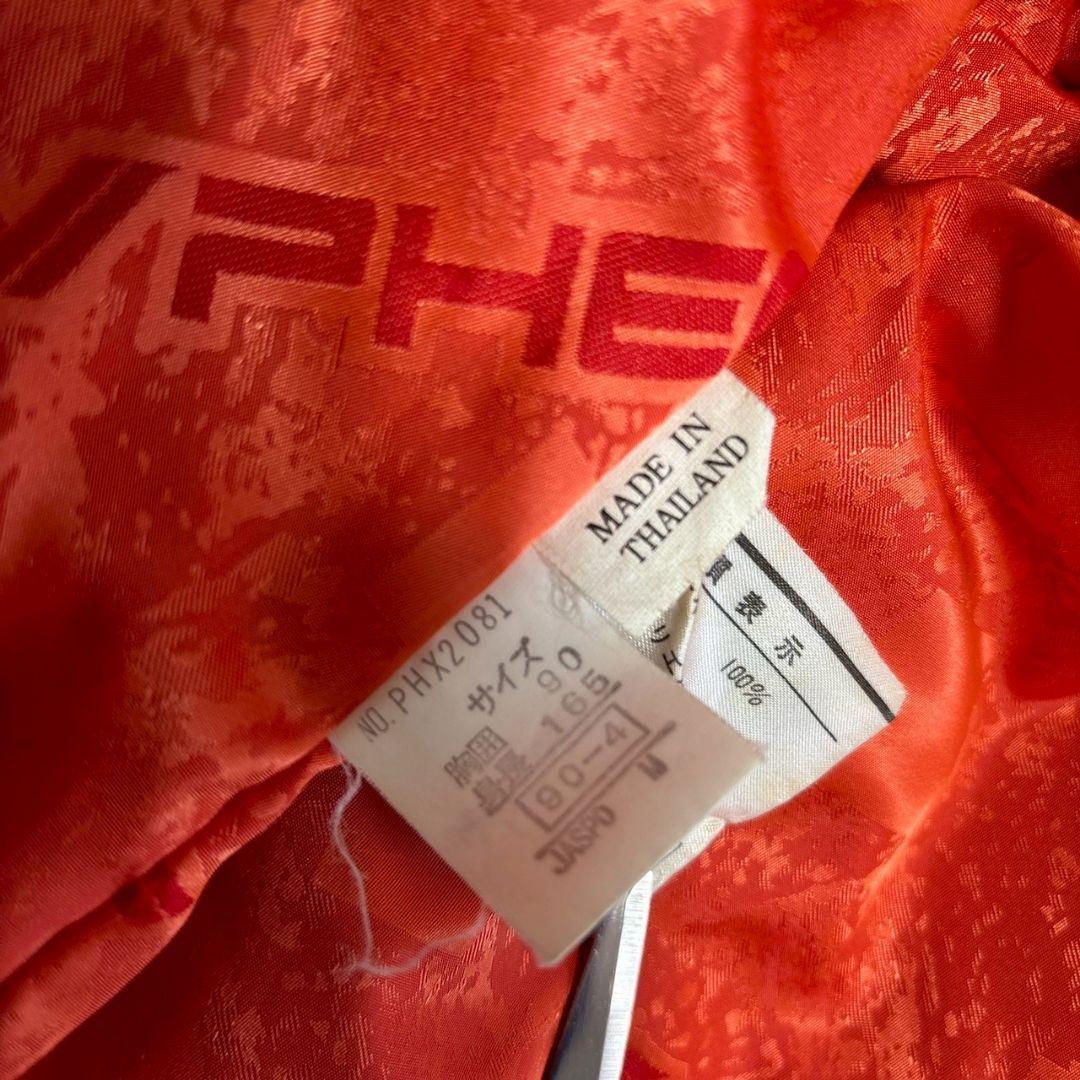 PHE
MADE IN
THAILAND
NO. PHX2081
サイズ
胸囲 90
身長 165
90-4
M
JASPO
表示
100%